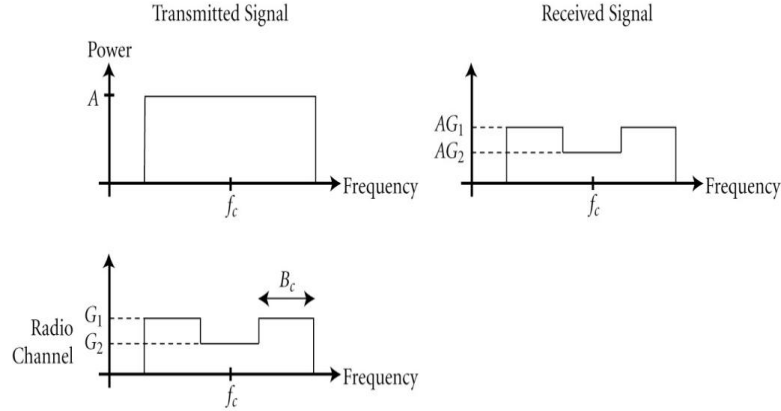 Transmitted Signal
Received Signal
Power
A
Frequency
f_c
AG_1
AG_2
Frequency
f_c
Radio
Channel
G_1
G_2
B_c
Frequency
f_c